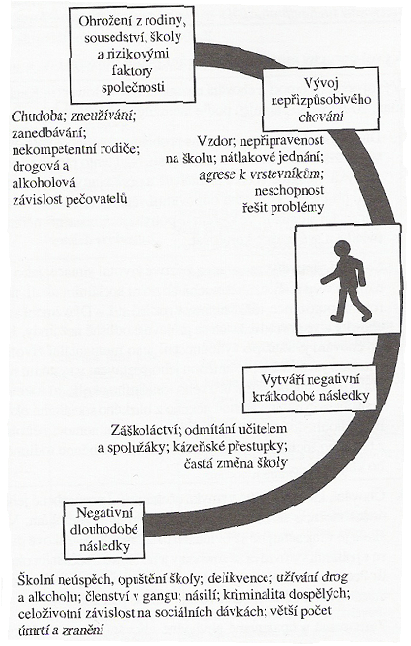 Ohrožení z rodiny,
sousedství, školy
a rizikovými
faktory
společnosti
Vývoj
nepřizpůsobivého
chování
Chudoba; zneužívání;
zanedbávání;
nekompetentní rodiče;
drogová a
alkoholová
závislost pečovatelů
Vzdor; nepřipravenost
na školu; nátlakové jednání;
agrese k vrstevníkům;
neschopnost
řešit problémy
Vytváří negativní
krátkodobé následky
Záškoláctví; odmítání učitelem
a spolužáky; kázeňské přestupky;
častá změna školy
Negativní
dlouhodobé
následky
Školní neúspěch, opuštění školy; delikvence; užívání drog
a alkoholu; členství v gangu; násilí; kriminalita dospělých;
celoživotní závislost na sociálních dávkách; větší počet
úmrtí a zranění